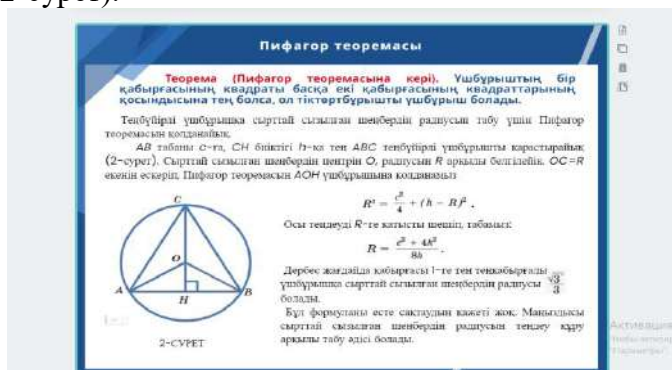 2-сурет).
Пифагор теоремасы
Теорема (Пифагор теоремасына кері). Үшбұрыштың бір
қабырғасының квадраты басқа екі қабырғасының квадраттарының
қосындысына тең болса, ол тіктөртбұрышты үшбұрыш болады.
Теңбүйірлі үшбұрышқа сырттай сызылған шеңбердің радиусын табу үшін Пифагор
теоремасын қолданайық.
AB табаны c-ға, CH биіктігі h-қа тең ABC теңбүйірлі үшбұрышты қарастырайық
(2-сурет). Сырттай сызылған шеңбердің центрін O, радиусын R арқылы белгілейік. OC=R
екенін ескеріп, Пифагор теоремасын AOH үшбұрышына қолданамыз
R² = c²/4 + (h − R)² .
Осы теңдеуді R-ге қатысты шешіп, табамыз:
R = (c² + 4h²)/8h .
Дербес жағдайда қабырғасы 1-ге тең теңқабырғалы
үшбұрышқа сырттай сызылған шеңбердің радиусы √3/3
болады.
Бұл формуланы есте сақтаудың қажеті жоқ. Маңыздысы
сырттай сызылған шеңбердің радиусын теңдеу құру
арқылы табу әдісі болады.
C
O
A
H
B
2-СУРЕТ
Активация